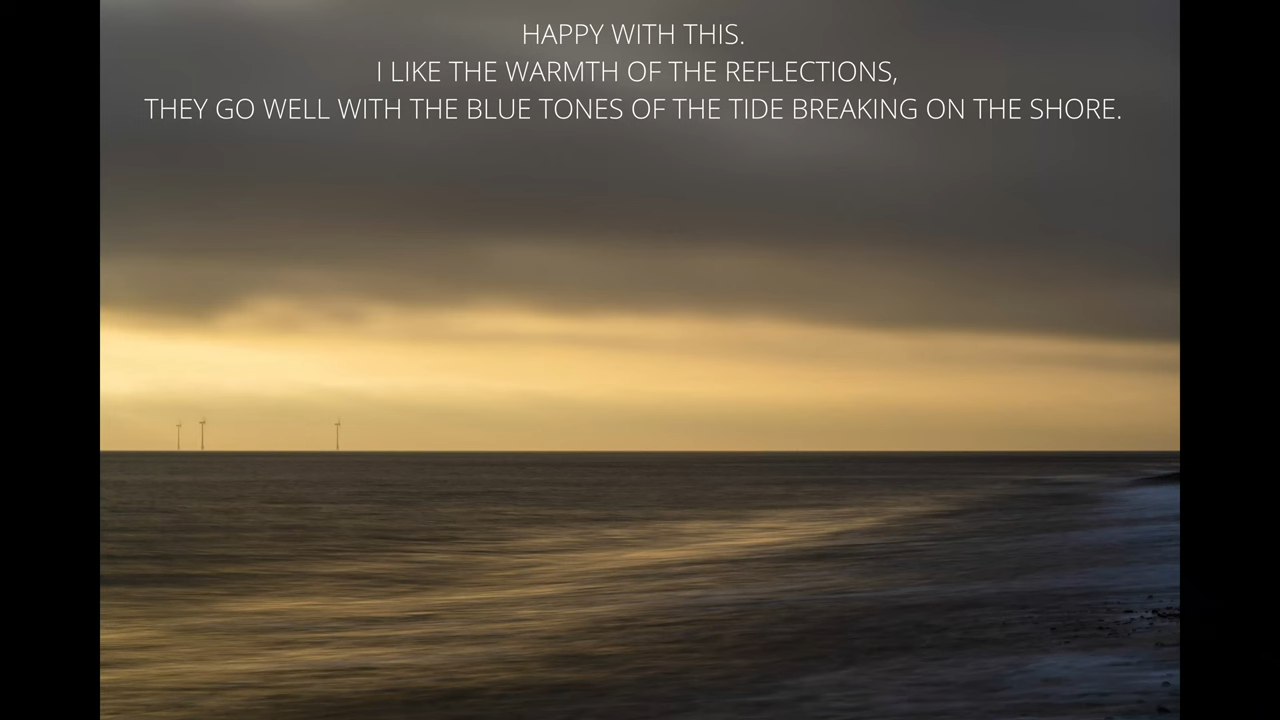 HAPPY WITH THIS.
I LIKE THE WARMTH OF THE REFLECTIONS,
THEY GO WELL WITH THE BLUE TONES OF THE TIDE BREAKING ON THE SHORE.